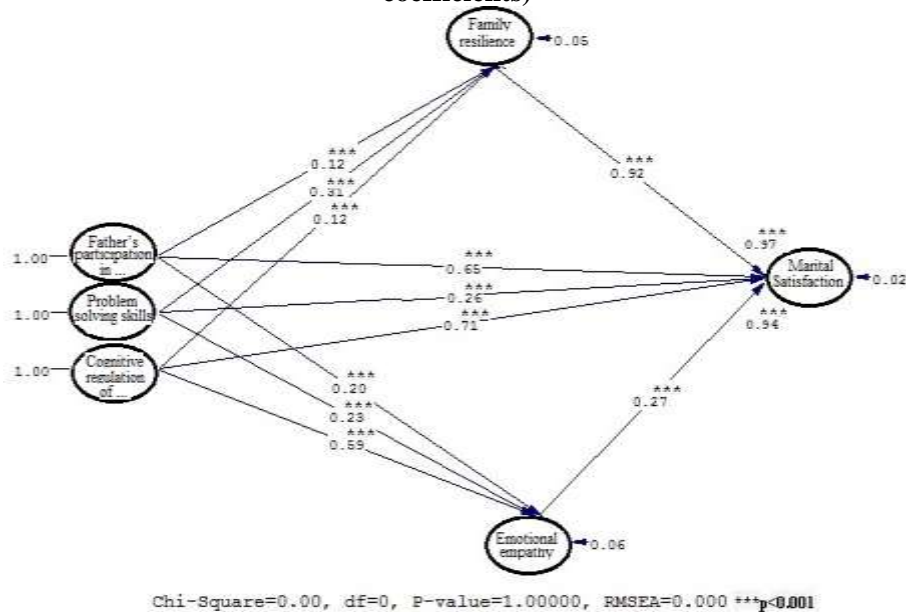 coefficients)
Family
resilience
0.05
***
0.12
***
0.31
***
0.12
***
0.92
Father's
participation
in ...
1.00
Problem
solving skills
1.00
Cognitive
regulation
of ...
1.00
***
0.65
***
0.26
***
0.71
***
0.97
Marital
Satisfaction
0.02
***
0.94
***
0.20
***
0.23
***
0.59
***
0.27
Emotional
empathy
0.06
Chi-Square=0.00, df=0, P-value=1.00000, RMSEA=0.000 ***p<0.001